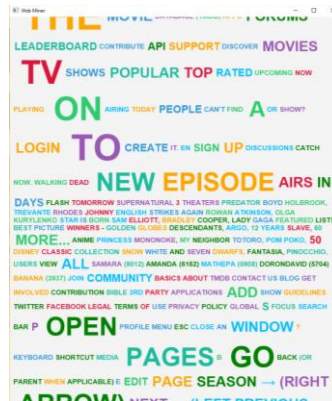 Web Miner
THE MOVIE FORUMS
LEADERBOARD CONTRIBUTE API SUPPORT DISCOVER MOVIES
TV SHOWS POPULAR TOP RATED UPCOMING NOW
PLAYING. ON AIRING TODAY PEOPLE CAN'T FIND A OR SHOW?
LOGIN TO CREATE IT. EN SIGN UP DISCUSSIONS CATCH
NOW. WALKING DEAD NEW EPISODE AIRS IN
DAYS FLASH TOMORROW SUPERNATURAL 3 THEATERS PREDATOR BOYD HOLBROOK,
TREVANTE RHODES JOHNNY ENGLISH STRIKES AGAIN ROWAN ATKINSON, OLGA
KURYLENKO STAR IS BORN SAM ELLIOTT, BRADLEY COOPER, LADY GAGA FEATURED LIST
BEST PICTURE WINNERS - GOLDEN GLOBES DESCENDANTS, ARGO, 12 YEARS SLAVE, 60
MORE... ANIME PRINCESS MONONOKE, MY NEIGHBOR TOTORO, POM POKO, 50
DISNEY CLASSIC COLLECTION SNOW WHITE AND SEVEN DWARFS, FANTASIA, PINOCCHIO,
USERS VIEW ALL SAMARA (8012) AMANDA (6162) MATHEPA (5908) DORONDAVID (5704)
BANANA (3937) JOIN COMMUNITY BASICS ABOUT TMDB CONTACT US BLOG GET
INVOLVED CONTRIBUTION BIBLE 3RD PARTY APPLICATIONS ADD SHOW GUIDELINES
TWITTER FACEBOOK LEGAL TERMS OF USE PRIVACY POLICY GLOBAL S FOCUS SEARCH
BAR P OPEN PROFILE MENU ESC CLOSE AN WINDOW ?
KEYBOARD SHORTCUT MEDIA PAGES B GO BACK (OR
PARENT WHEN APPLICABLE) E EDIT PAGE SEASON → (RIGHT
ARROW) NEXT ← (LEFT PREVIOUS